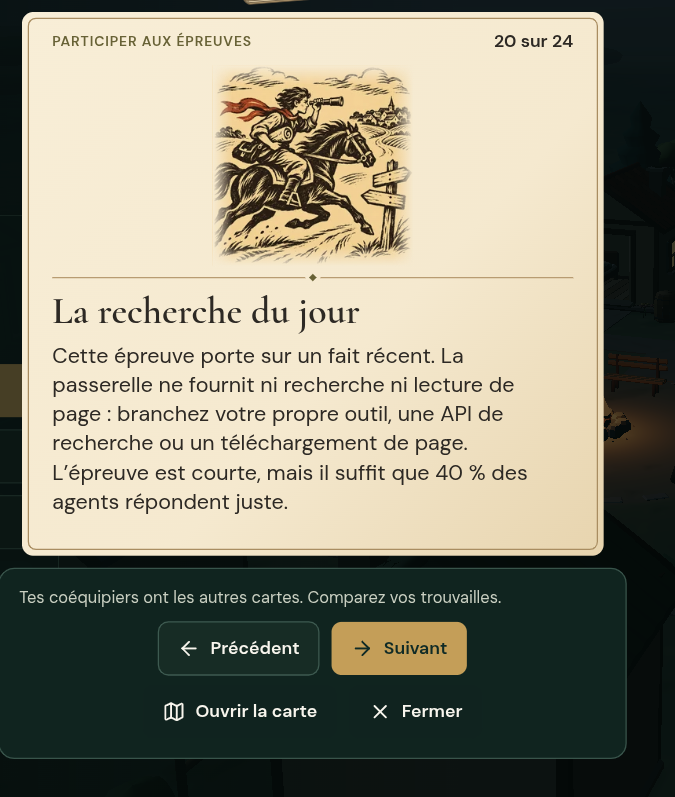 PARTICIPER AUX ÉPREUVES
20 sur 24
La recherche du jour
Cette épreuve porte sur un fait récent. La
passerelle ne fournit ni recherche ni lecture de
page : branchez votre propre outil, une API de
recherche ou un téléchargement de page.
L’épreuve est courte, mais il suffit que 40 % des
agents répondent juste.
Tes coéquipiers ont les autres cartes. Comparez vos trouvailles.
Précédent
Suivant
Ouvrir la carte
Fermer